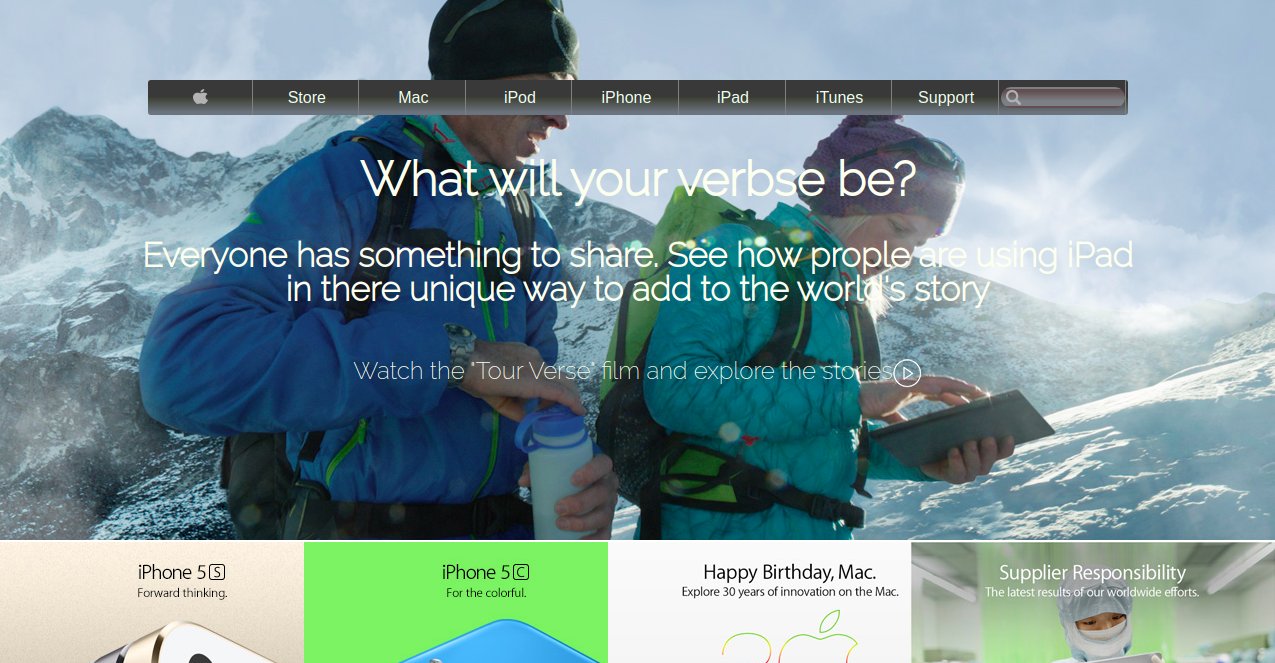 Store Mac iPod iPhone iPad iTunes Support
What will your verbse be?
Everyone has something to share. See how prople are using iPad
in there unique way to add to the world's story
Watch the "Tour Verse" film and explore the stories
iPhone 5 S
Forward thinking.
iPhone 5 C
For the colorful.
Happy Birthday, Mac.
Explore 30 years of innovation on the Mac.
Supplier Responsibility
The latest results of our worldwide efforts.